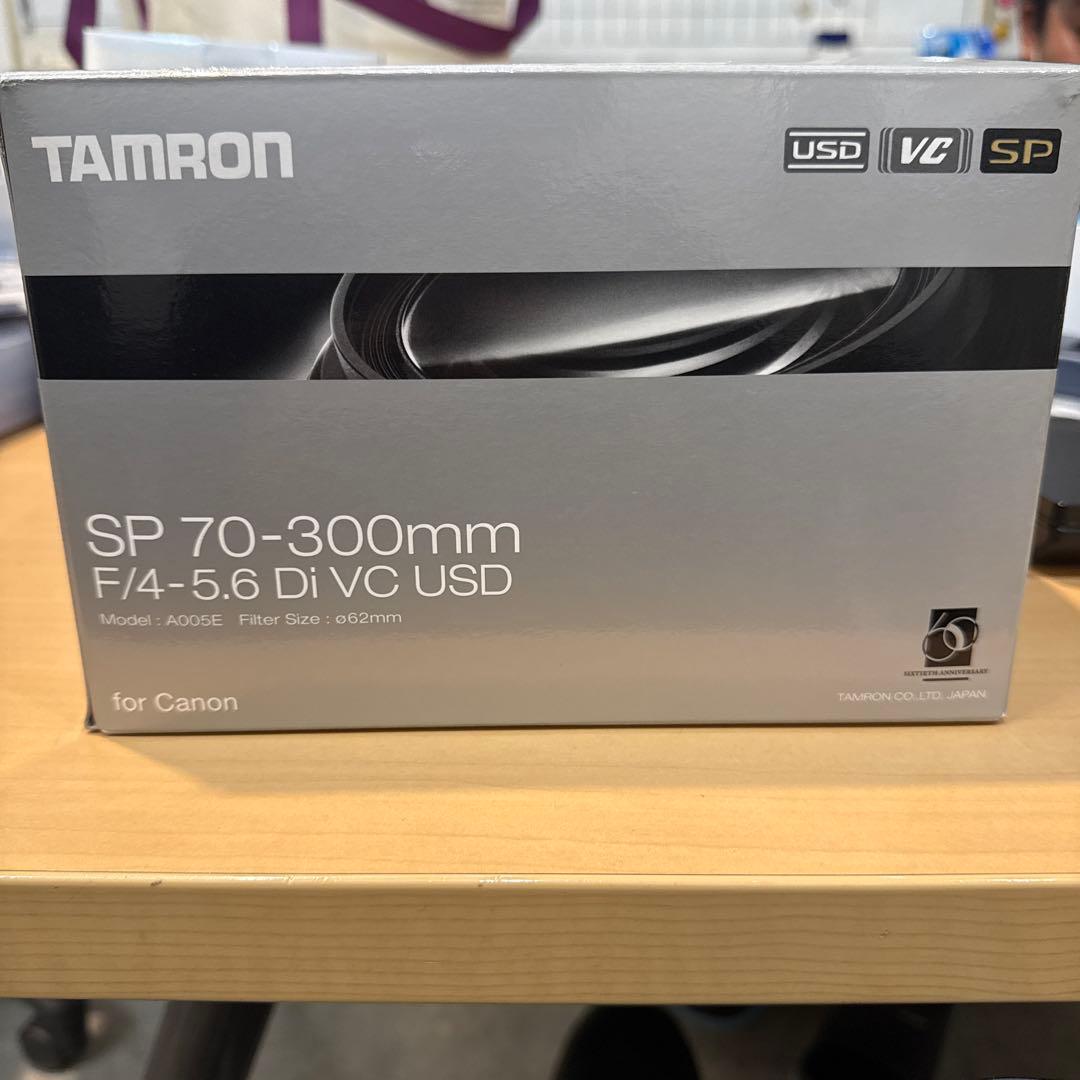 TAMRON
USD VC SP
SP 70-300mm
F/4-5.6 Di VC USD
Model : A005E Filter Size : ø62mm
60
SIXTIETH ANNIVERSARY
for Canon
TAMRON CO.,LTD. JAPAN